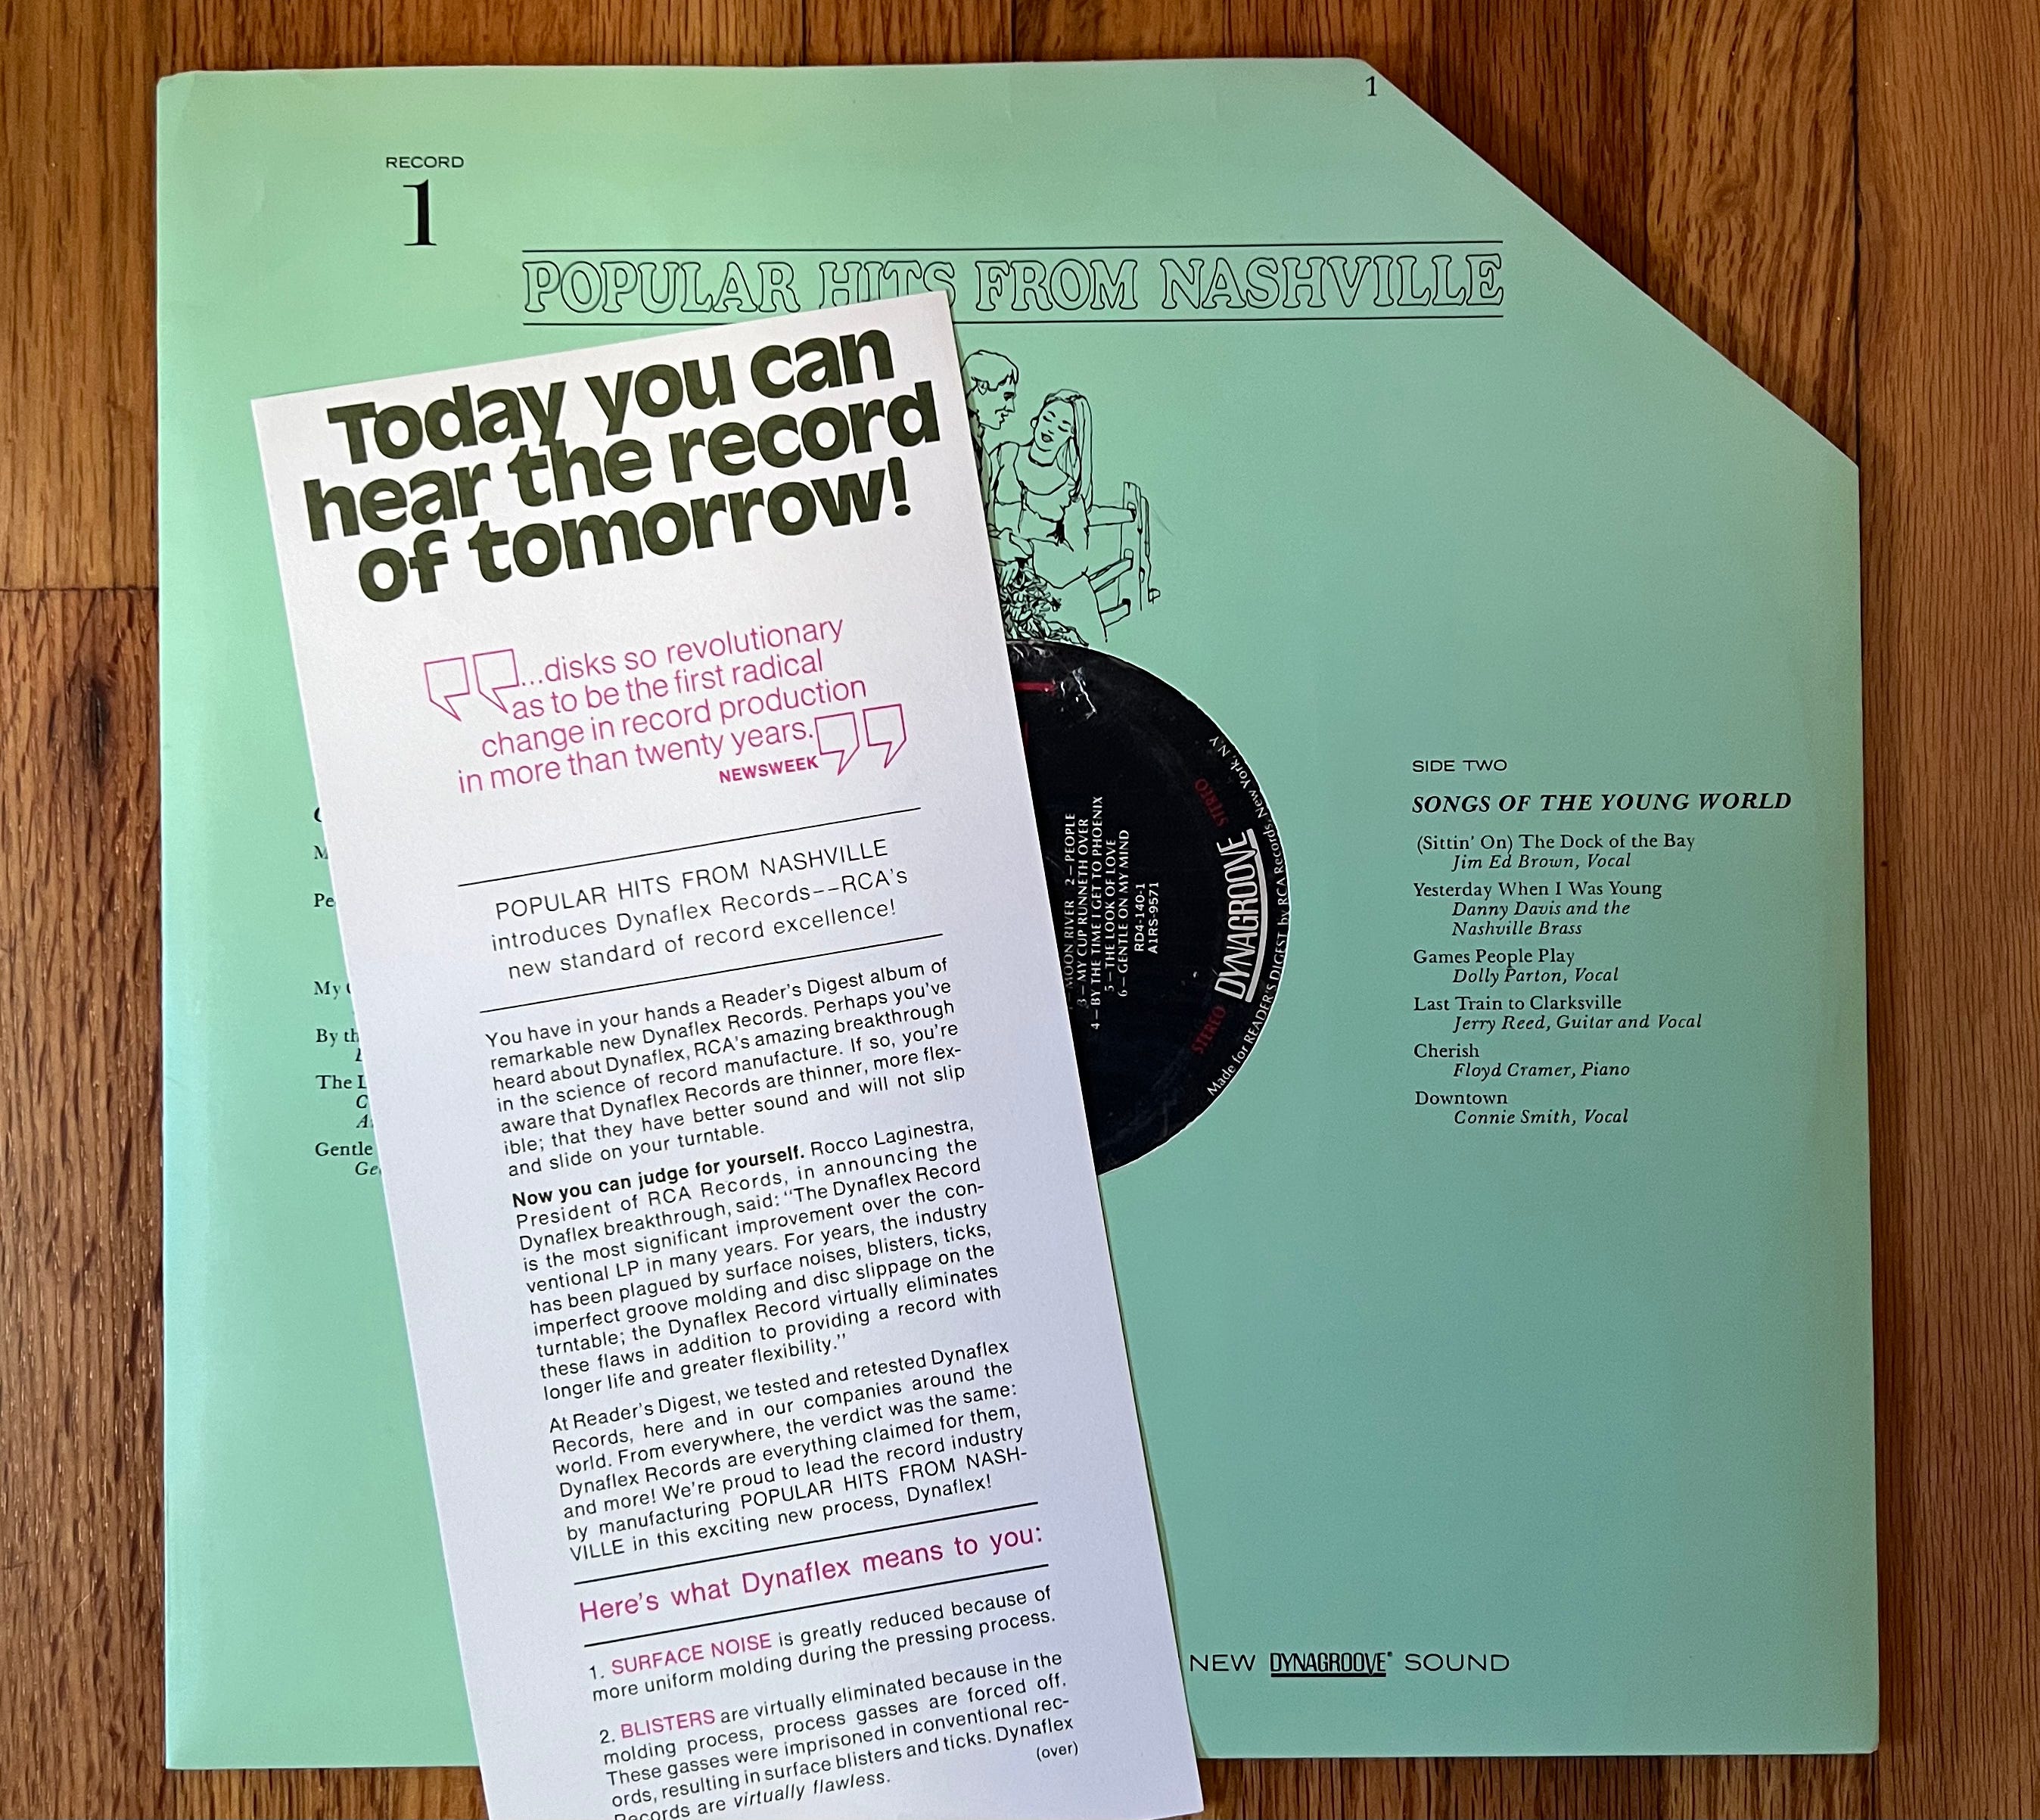 1
RECORD
1
POPULAR HITS FROM NASHVILLE
Today you can
hear the record
of tomorrow!
...disks so revolutionary
as to be the first radical
change in record production
in more than twenty years.
NEWSWEEK
POPULAR HITS FROM NASHVILLE
introduces Dynaflex Records--RCA's
new standard of record excellence!
You have in your hands a Reader's Digest album of
remarkable new Dynaflex Records. Perhaps you've
heard about Dynaflex, RCA's amazing breakthrough
in the science of record manufacture. If so, you're
aware that Dynaflex Records are thinner, more flex-
ible; that they have better sound and will not slip
and slide on your turntable.
Now you can judge for yourself. Rocco Laginestra,
President of RCA Records, in announcing the
Dynaflex breakthrough, said: "The Dynaflex Record
is the most significant improvement over the con-
ventional LP in many years. For years, the industry
has been plagued by surface noises, blisters, ticks,
imperfect groove molding and disc slippage on the
turntable; the Dynaflex Record virtually eliminates
these flaws in addition to providing a record with
longer life and greater flexibility."
At Reader's Digest, we tested and retested Dynaflex
Records, here and in our companies around the
world. From everywhere, the verdict was the same:
Dynaflex Records are everything claimed for them,
and more! We're proud to lead the record industry
by manufacturing POPULAR HITS FROM NASH-
VILLE in this exciting new process, Dynaflex!
Here's what Dynaflex means to you:
1. SURFACE NOISE is greatly reduced because of
more uniform molding during the pressing process.
2. BLISTERS are virtually eliminated because in the
molding process, process gasses are forced off.
These gasses were imprisoned in conventional rec-
ords, resulting in surface blisters and ticks. Dynaflex
Records are virtually flawless.
(over)
My
By
The
Gentle
MOON RIVER 2–PEOPLE
3–MY CUP RUNNETH OVER
4–BY THE TIME I GET TO PHOENIX
5–THE LOOK OF LOVE
6–GENTLE ON MY MIND
RD4-140-1
A1RS-9571
STEREO STEREO
DYNAGROOVE
Made for READER'S DIGEST by RCA Records, New York, N.Y.
SIDE TWO
SONGS OF THE YOUNG WORLD
(Sittin' On) The Dock of the Bay
Jim Ed Brown, Vocal
Yesterday When I Was Young
Danny Davis and the
Nashville Brass
Games People Play
Dolly Parton, Vocal
Last Train to Clarksville
Jerry Reed, Guitar and Vocal
Cherish
Floyd Cramer, Piano
Downtown
Connie Smith, Vocal
NEW DYNAGROOVE® SOUND